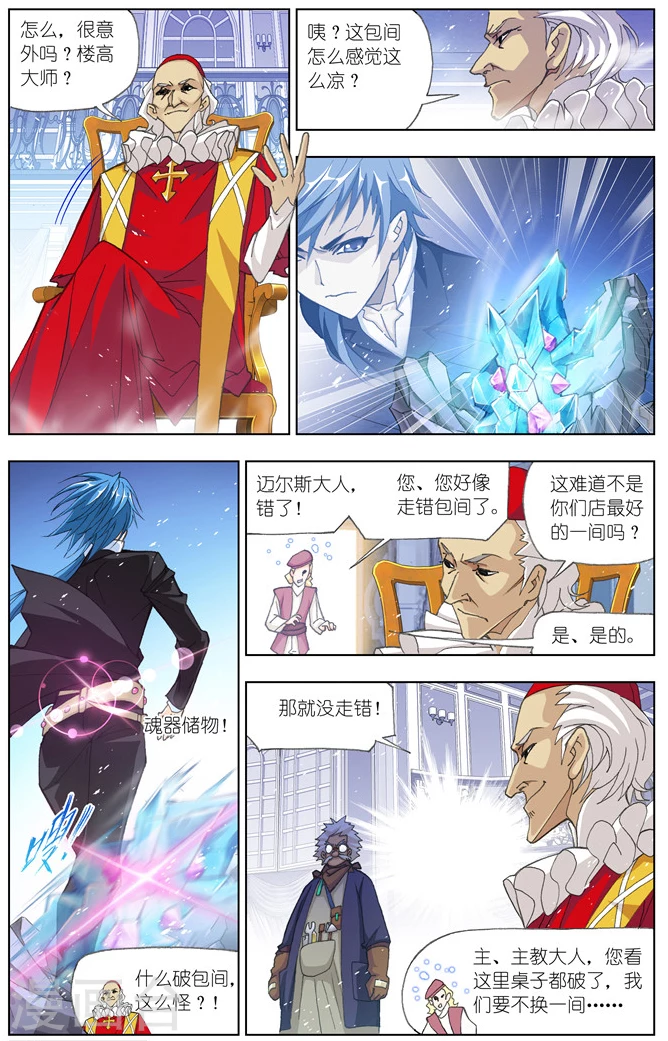 怎么，很意
外吗？楼高
大师？
咦？这包间
怎么感觉这
么凉？
魂器储物！
嗖!!
什么破包间，
这么怪？！
迈尔斯大人，
错了！
您、您好像
走错包间了。
这难道不是
你们店最好
的一间吗？
是、是的。
那就没走错！
主、主教大人，您看
这里桌子都破了，我
们要不换一间……
漫画台